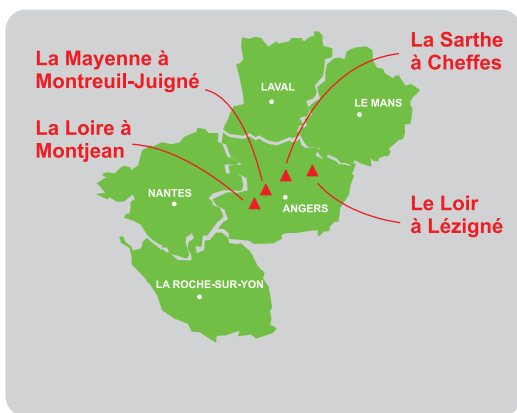 La Mayenne à
Montreuil-Juigné
La Sarthe
à Cheffes
La Loire à
Montjean
Le Loir
à Lézigné
LAVAL
LE MANS
NANTES
ANGERS
LA ROCHE-SUR-YON